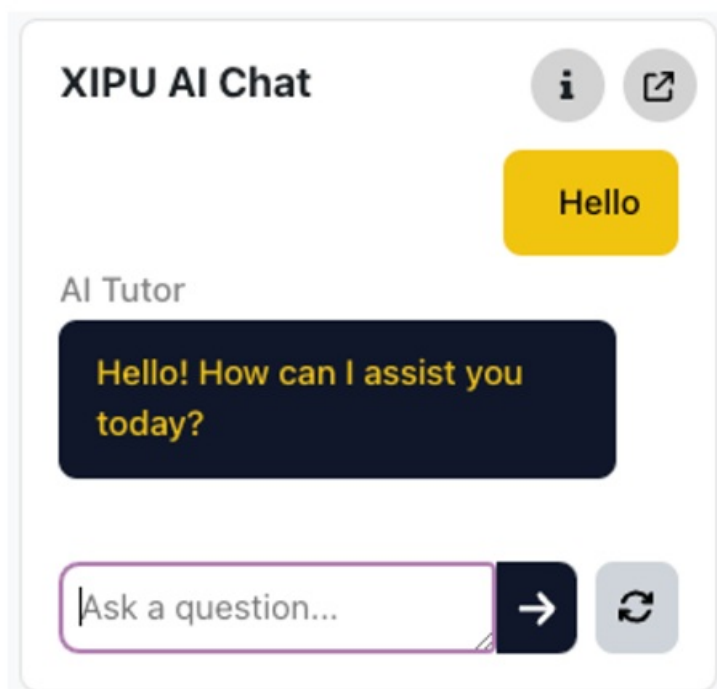 XIPU AI Chat
Hello
AI Tutor
Hello! How can I assist you
today?
Ask a question...